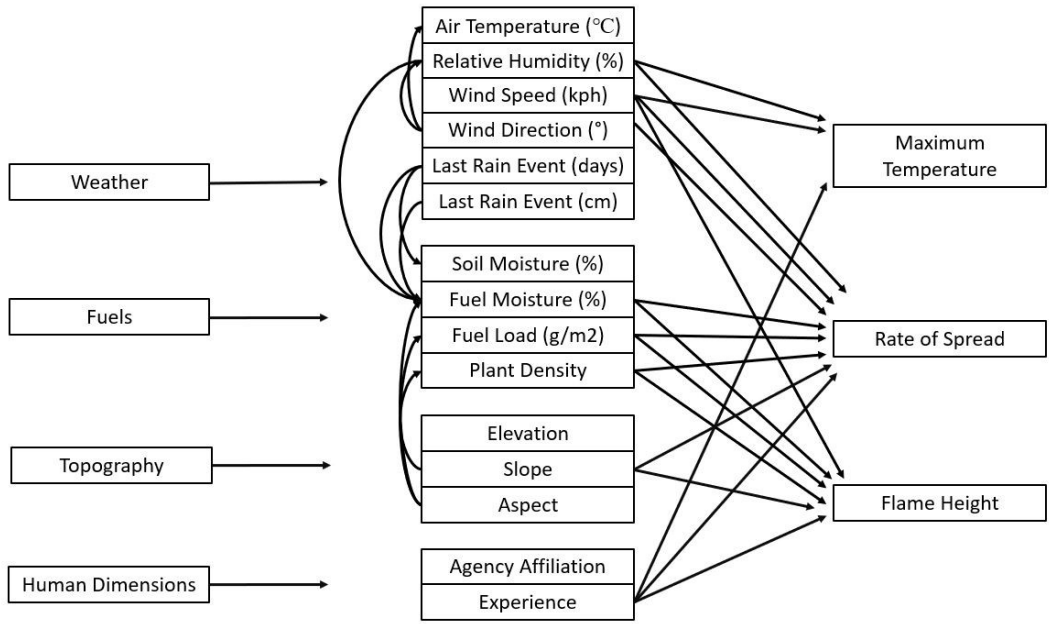 Weather
Fuels
Topography
Human Dimensions
Air Temperature (℃)
Relative Humidity (%)
Wind Speed (kph)
Wind Direction (°)
Last Rain Event (days)
Last Rain Event (cm)
Soil Moisture (%)
Fuel Moisture (%)
Fuel Load (g/m2)
Plant Density
Elevation
Slope
Aspect
Agency Affiliation
Experience
Maximum
Temperature
Rate of Spread
Flame Height